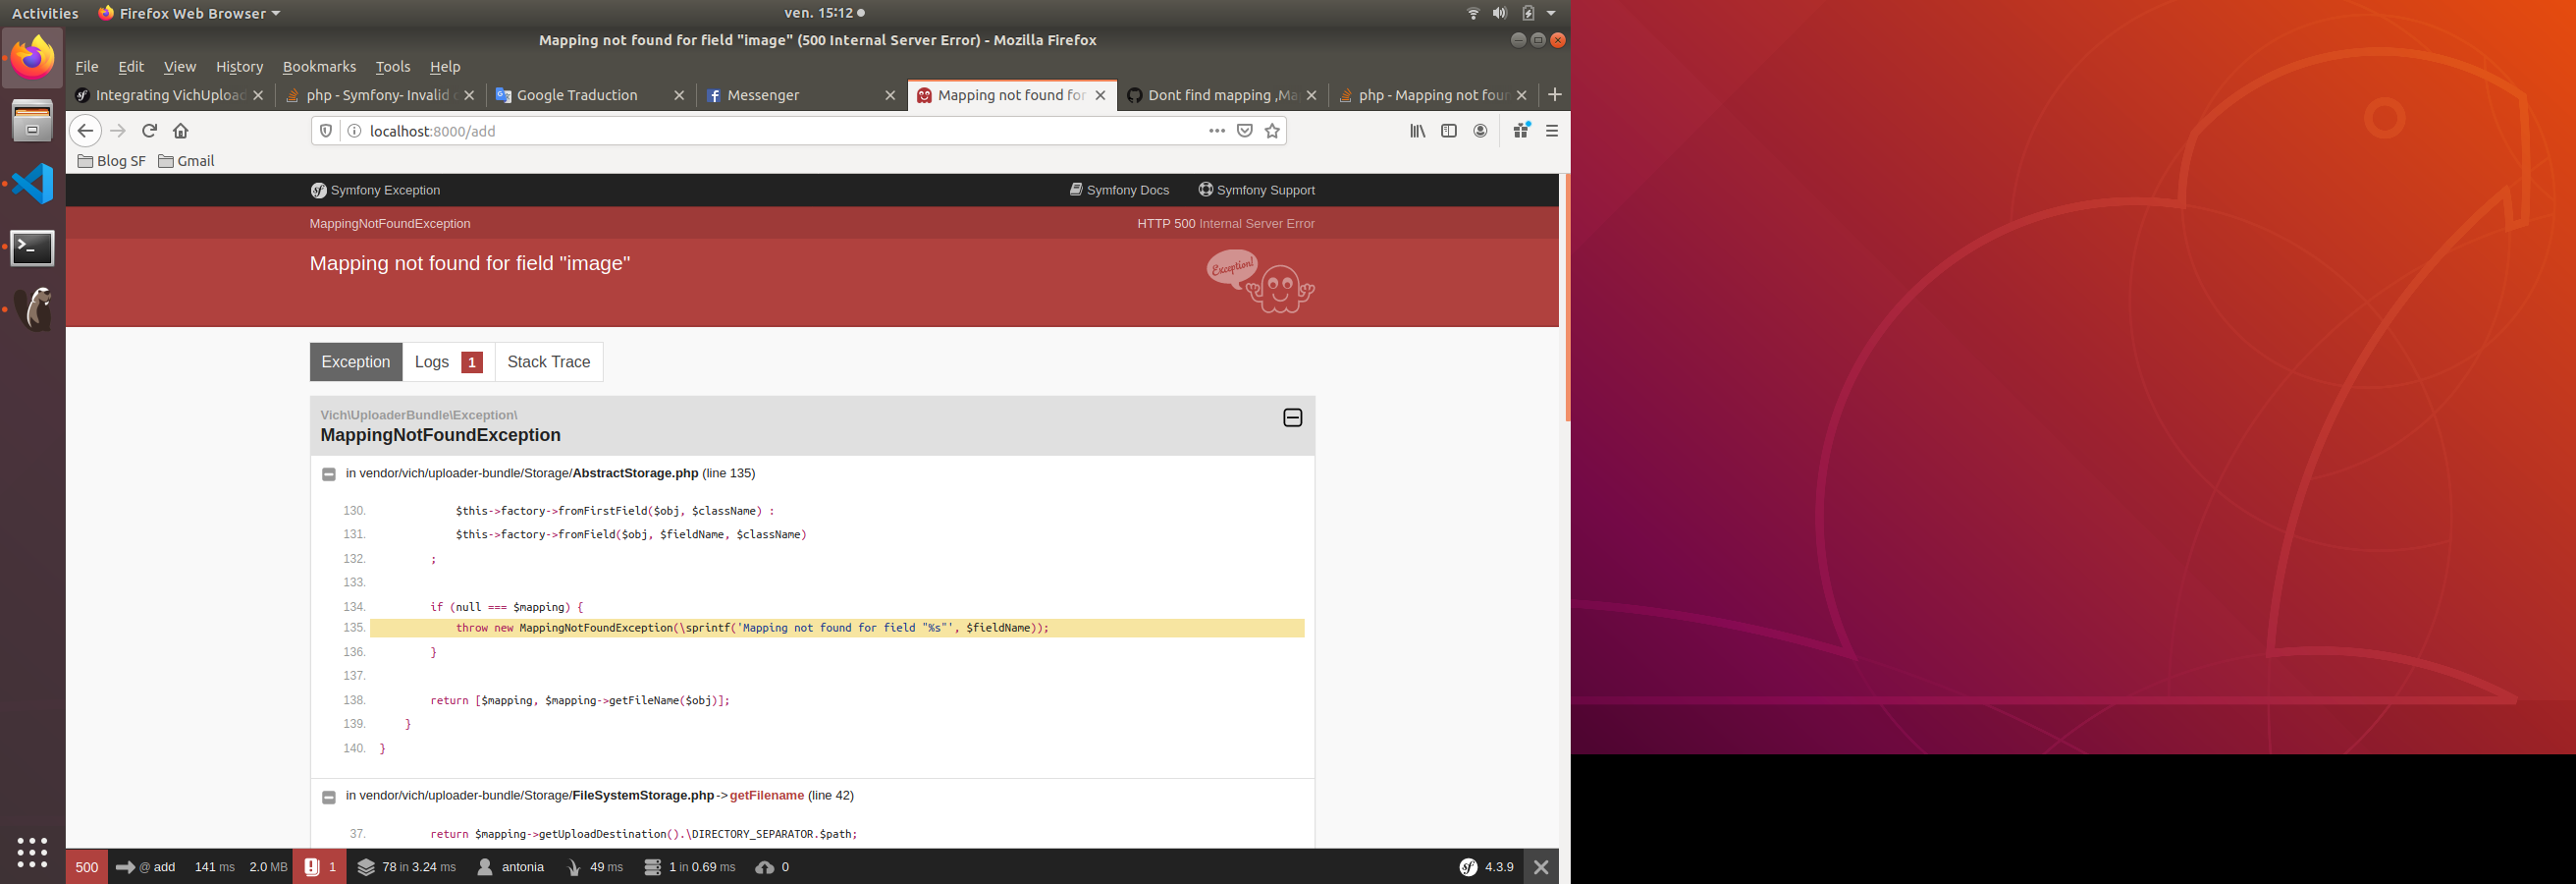 Activities
Firefox Web Browser
ven. 15:12
Mapping not found for field "image" (500 Internal Server Error) - Mozilla Firefox
File Edit View History Bookmarks Tools Help
Integrating VichUpload
php - Symfony- Invalid
Google Traduction
Messenger
Mapping not found for
Dont find mapping ,Ma
php - Mapping not foun
localhost:8000/add
Blog SF
Gmail
Symfony Exception
Symfony Docs
Symfony Support
MappingNotFoundException
HTTP 500 Internal Server Error
Mapping not found for field "image"
Exception!
Exception
Logs 1
Stack Trace
Vich\UploaderBundle\Exception\
MappingNotFoundException
in vendor/vich/uploader-bundle/Storage/AbstractStorage.php (line 135)
130. $this->factory->fromFirstField($obj, $className) :
131. $this->factory->fromField($obj, $fieldName, $className)
132. ;
133.
134. if (null === $mapping) {
135. throw new MappingNotFoundException(\sprintf('Mapping not found for field "%s"', $fieldName));
136. }
137.
138. return [$mapping, $mapping->getFileName($obj)];
139. }
140. }
in vendor/vich/uploader-bundle/Storage/FileSystemStorage.php->getFilename (line 42)
37. return $mapping->getUploadDestination().\DIRECTORY_SEPARATOR.$path;
500 @ add 141 ms 2.0 MB 1 78 in 3.24 ms antonia 49 ms 1 in 0.69 ms 0 4.3.9